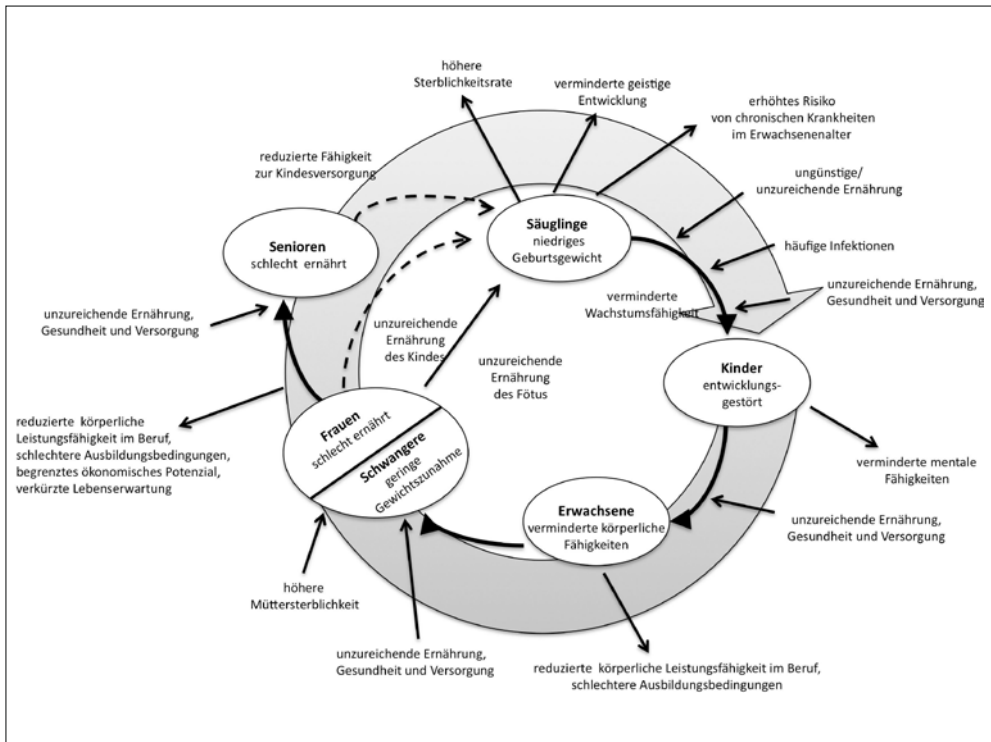 höhere
Sterblichkeitsrate
verminderte geistige
Entwicklung
erhöhtes Risiko
von chronischen Krankheiten
im Erwachsenenalter
reduzierte Fähigkeit
zur Kindesversorgung
ungünstige/
unzureichende Ernährung
Säuglinge
niedriges
Geburtsgewicht
Senioren
schlecht ernährt
häufige Infektionen
unzureichende Ernährung,
Gesundheit und Versorgung
verminderte
Wachstumsfähigkeit
unzureichende Ernährung,
Gesundheit und Versorgung
unzureichende
Ernährung
des Kindes
unzureichende
Ernährung
des Fötus
Kinder
entwicklungs-
gestört
Frauen
schlecht ernährt
Schwangere
geringe
Gewichtszunahme
reduzierte körperliche
Leistungsfähigkeit im Beruf,
schlechtere Ausbildungsbedingungen,
begrenztes ökonomisches Potenzial,
verkürzte Lebenserwartung
verminderte mentale
Fähigkeiten
Erwachsene
verminderte körperliche
Fähigkeiten
unzureichende Ernährung,
Gesundheit und Versorgung
höhere
Müttersterblichkeit
unzureichende Ernährung,
Gesundheit und Versorgung
reduzierte körperliche Leistungsfähigkeit im Beruf,
schlechtere Ausbildungsbedingungen